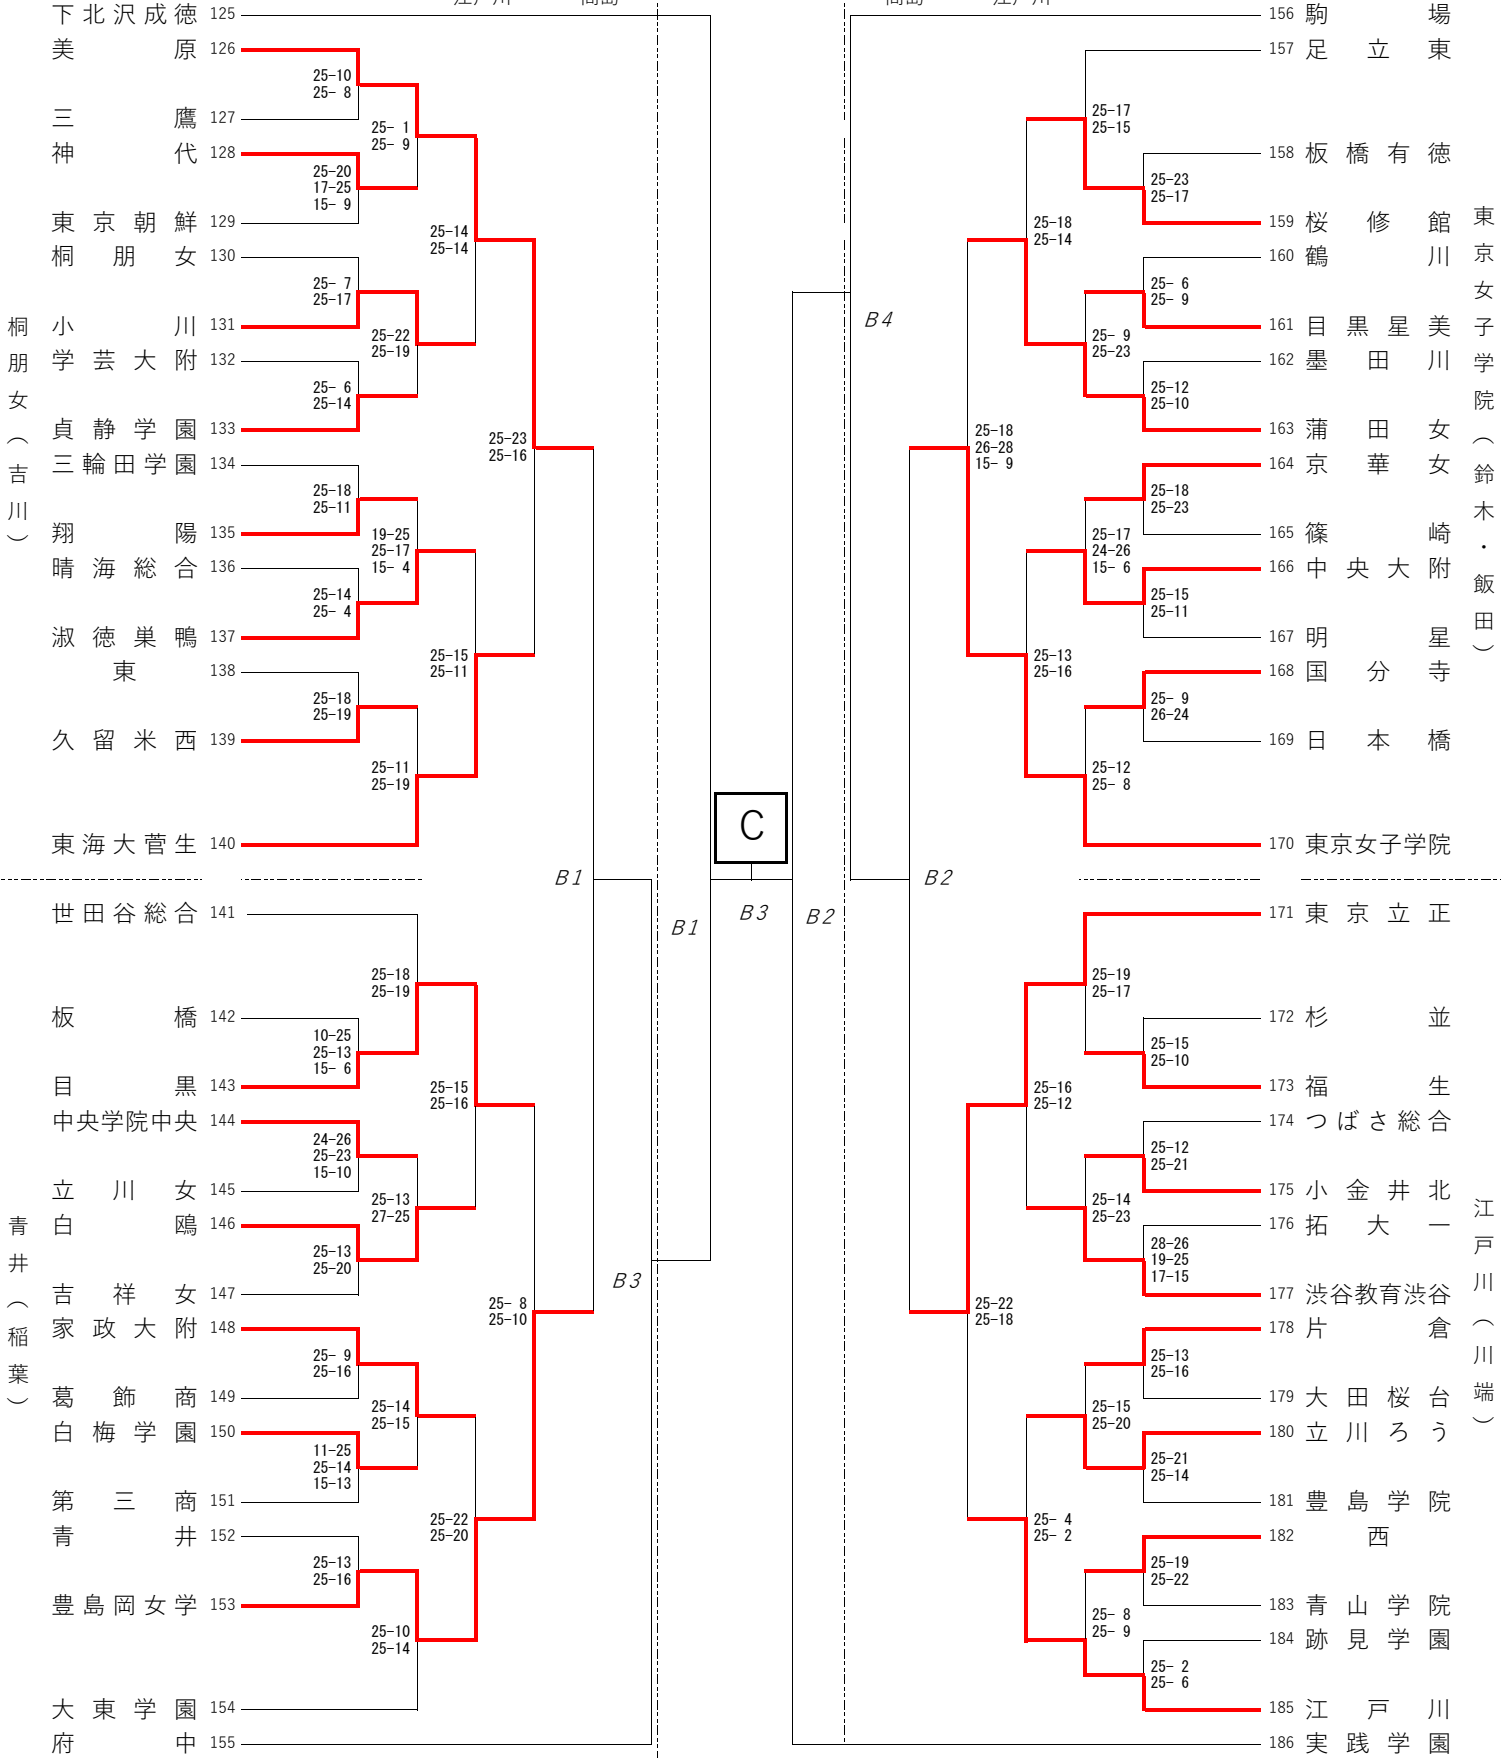 下北沢成徳 125
美原 126
25-10
25- 8
三鷹 127
25- 1
25- 9
神代 128
25-20
17-25
15- 9
東京朝鮮 129
25-14
25-14
桐朋女 130
25- 7
25-17
小川 131
25-22
25-19
学芸大附 132
25- 6
25-14
貞静学園 133
25-23
25-16
三輪田学園 134
25-18
25-11
翔陽 135
19-25
25-17
15- 4
晴海総合 136
25-14
25- 4
淑徳巣鴨 137
25-15
25-11
東 138
25-18
25-19
久留米西 139
25-11
25-19
東海大菅生 140
桐朋女(吉川)
B1
世田谷総合 141
25-18
25-19
板橋 142
10-25
25-13
15- 6
目黒 143
25-15
25-16
中央学院中央 144
24-26
25-23
15-10
立川女 145
25-13
27-25
白鴎 146
25-13
25-20
吉祥女 147
25- 8
25-10
家政大附 148
25- 9
25-16
葛飾商 149
25-14
25-15
白梅学園 150
11-25
25-14
15-13
第三商 151
25-22
25-20
青井 152
25-13
25-16
豊島岡女学 153
25-10
25-14
大東学園 154
府中 155
青井(稲葉)
B3
B1
C
B3
B2
B4
B2
156 駒場
157 足立東
25-17
25-15
158 板橋有徳
25-23
25-17
159 桜修館
25-18
25-14
160 鶴川
25- 6
25- 9
161 目黒星美
25- 9
25-23
162 墨田川
25-12
25-10
163 蒲田女
25-18
26-28
15- 9
164 京華女
25-18
25-23
165 篠崎
25-17
24-26
15- 6
166 中央大附
25-15
25-11
167 明星
25-13
25-16
168 国分寺
25- 9
26-24
169 日本橋
25-12
25- 8
170 東京女子学院
東京女子学院(鈴木・飯田)
171 東京立正
25-19
25-17
172 杉並
25-15
25-10
173 福生
25-16
25-12
174 つばさ総合
25-12
25-21
175 小金井北
25-14
25-23
176 拓大一
28-26
19-25
17-15
177 渋谷教育渋谷
25-22
25-18
178 片倉
25-13
25-16
179 大田桜台
25-15
25-20
180 立川ろう
25-21
25-14
181 豊島学院
25- 4
25- 2
182 西
25-19
25-22
183 青山学院
25- 8
25- 9
184 跡見学園
25- 2
25- 6
185 江戸川
186 実践学園
江戸川(川端)